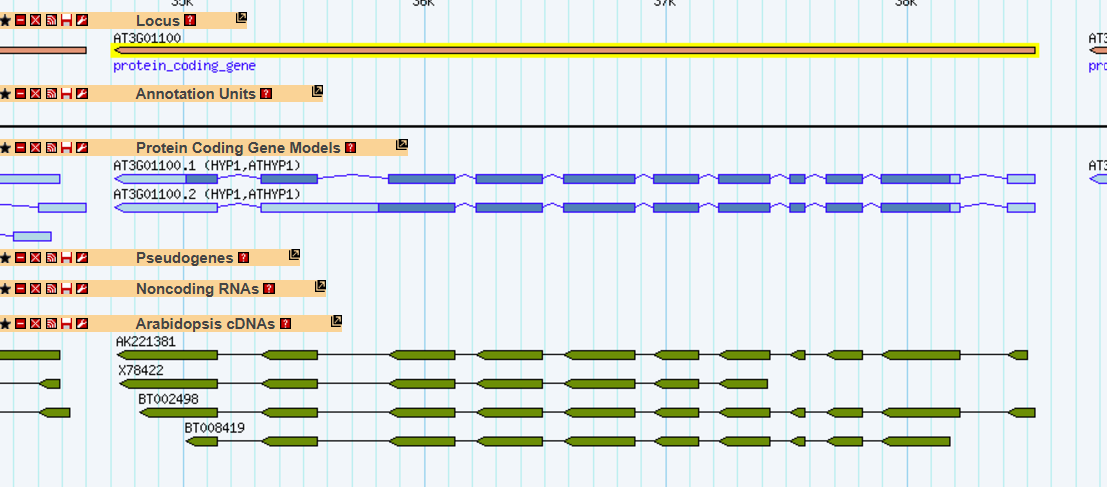 35K 36K 37K 38K
Locus ?
AT3G01100 AT3
protein_coding_gene pro
Annotation Units ?
Protein Coding Gene Models ?
AT3G01100.1 (HYP1,ATHYP1) AT3
AT3G01100.2 (HYP1,ATHYP1)
Pseudogenes ?
Noncoding RNAs ?
Arabidopsis cDNAs ?
AK221381
X78422
BT002498
BT008419